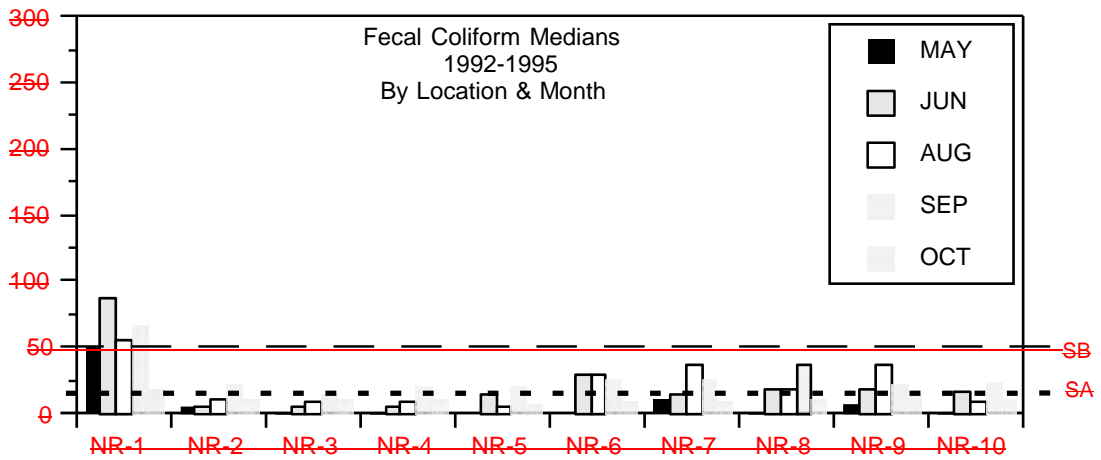 300
250
200
150
100
50
0
Fecal Coliform Medians
1992-1995
By Location & Month
MAY
JUN
AUG
SEP
OCT
SB
SA
NR-1 NR-2 NR-3 NR-4 NR-5 NR-6 NR-7 NR-8 NR-9 NR-10